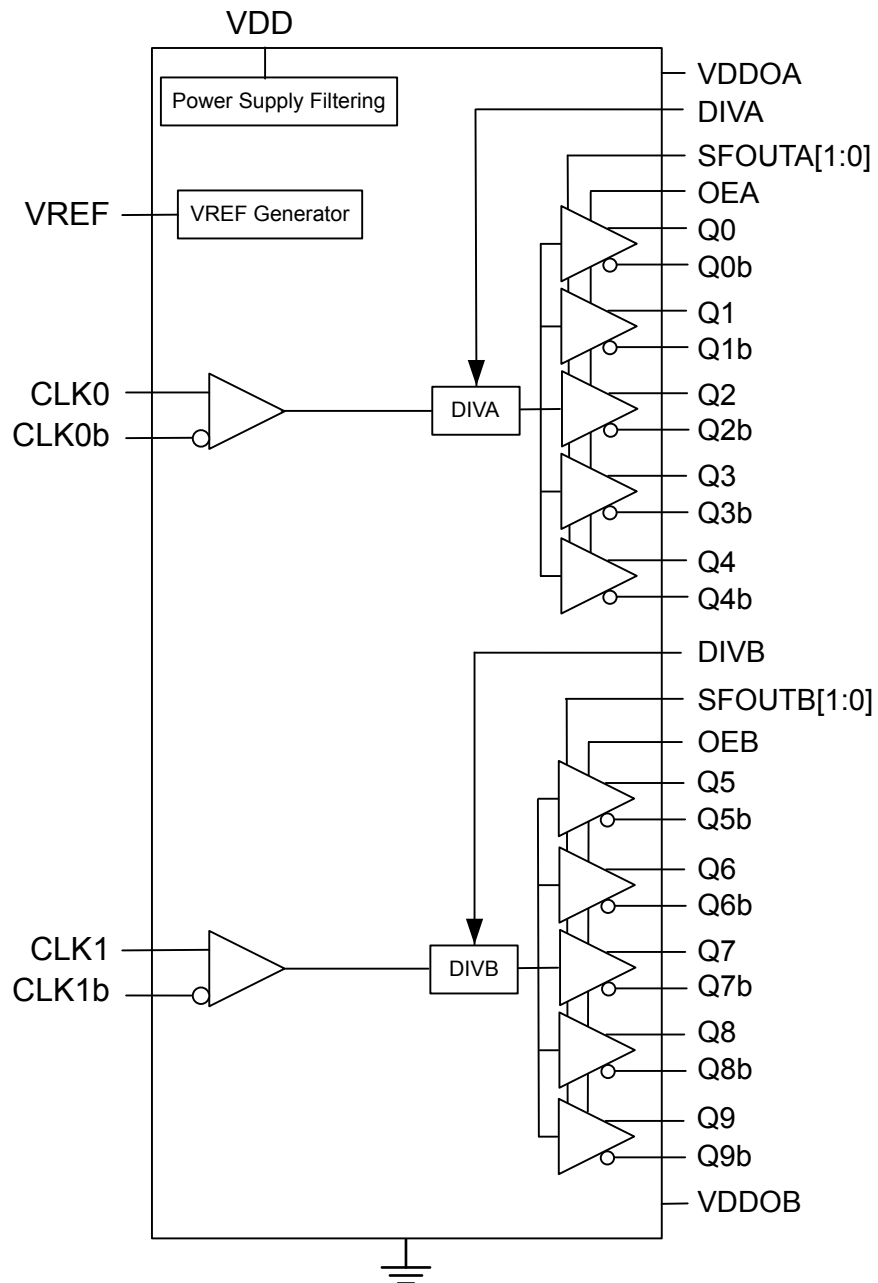 VDD
Power Supply Filtering
VDDOA
DIVA
SFOUTA[1:0]
OEA
VREF
VREF Generator
Q0
Q0b
Q1
Q1b
CLK0
CLK0b
DIVA
Q2
Q2b
Q3
Q3b
Q4
Q4b
DIVB
SFOUTB[1:0]
OEB
Q5
Q5b
Q6
Q6b
CLK1
CLK1b
DIVB
Q7
Q7b
Q8
Q8b
Q9
Q9b
VDDOB